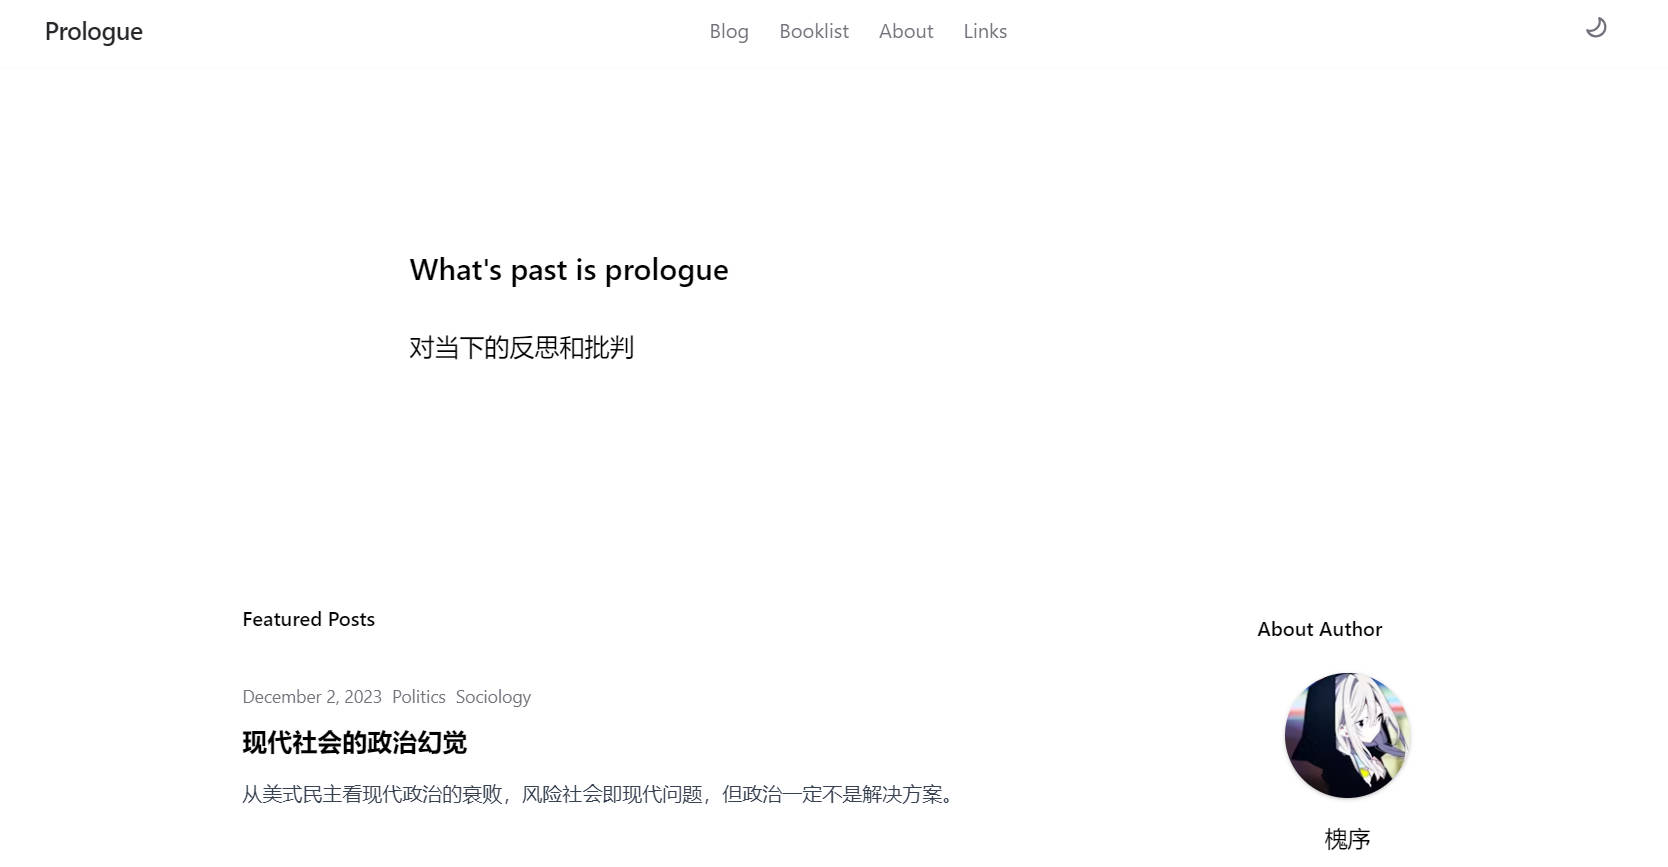 Prologue
Blog Booklist About Links
What's past is prologue
对当下的反思和批判
Featured Posts
December 2, 2023 Politics Sociology
现代社会的政治幻觉
从美式民主看现代政治的衰败，风险社会即现代问题，但政治一定不是解决方案。
About Author
槐序